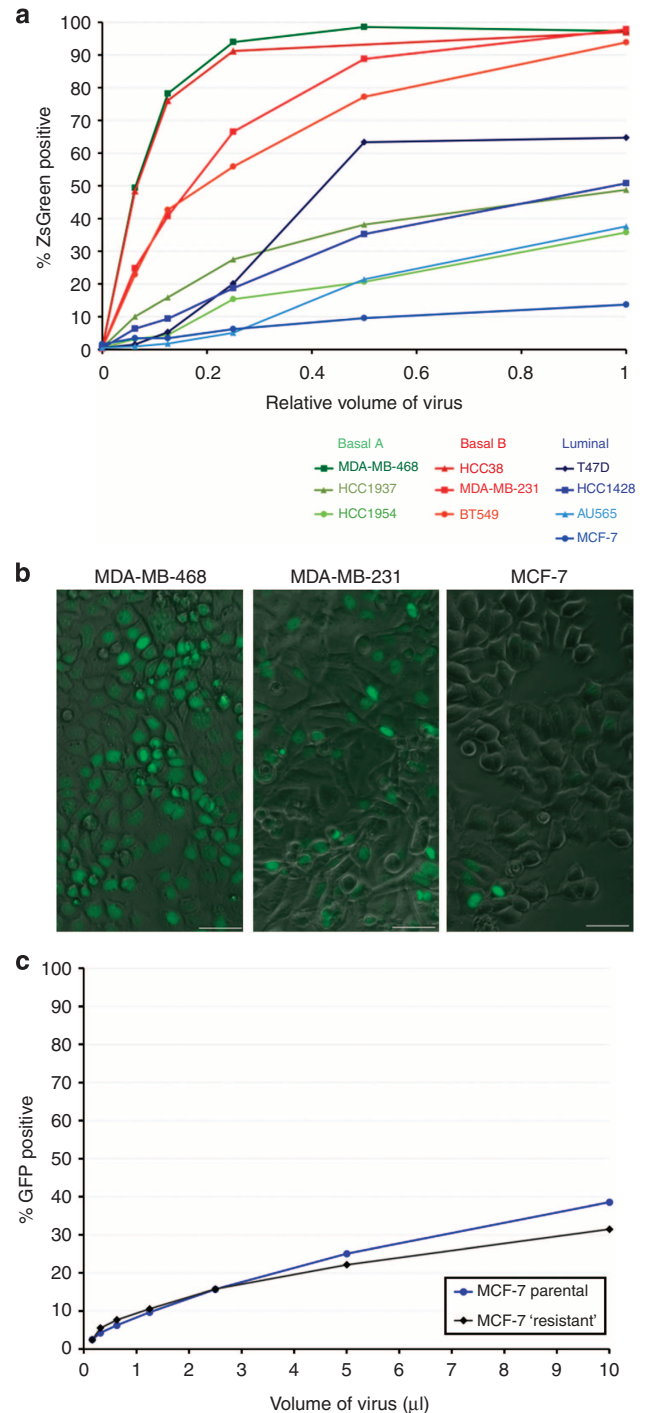 a
% ZsGreen positive
100
90
80
70
60
50
40
30
20
10
0
0 0.2 0.4 0.6 0.8 1
Relative volume of virus
Basal A Basal B Luminal
MDA-MB-468 HCC38 T47D
HCC1937 MDA-MB-231 HCC1428
HCC1954 BT549 AU565
MCF-7
b
MDA-MB-468 MDA-MB-231 MCF-7
c
% GFP positive
100
90
80
70
60
50
40
30
20
10
0
MCF-7 parental
MCF-7 ‘resistant’
0 1 2 3 4 5 6 7 8 9 10
Volume of virus (μl)